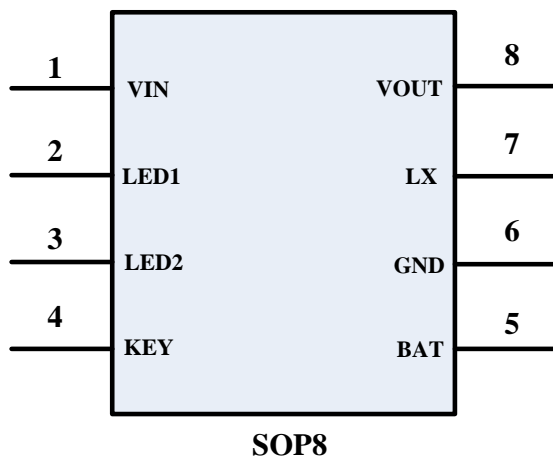 1 VIN VOUT 8
2 LED1 LX 7
3 LED2 GND 6
4 KEY BAT 5
SOP8